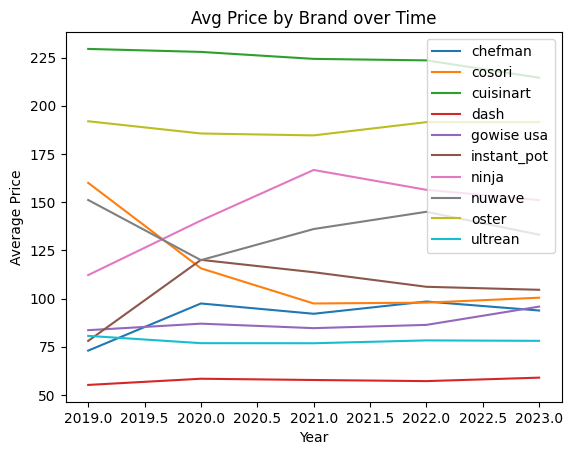 Avg Price by Brand over Time
Average Price
225
200
175
150
125
100
75
50
chefman
cosori
cuisinart
dash
gowise usa
instant_pot
ninja
nuwave
oster
ultrean
2019.0 2019.5 2020.0 2020.5 2021.0 2021.5 2022.0 2022.5 2023.0
Year